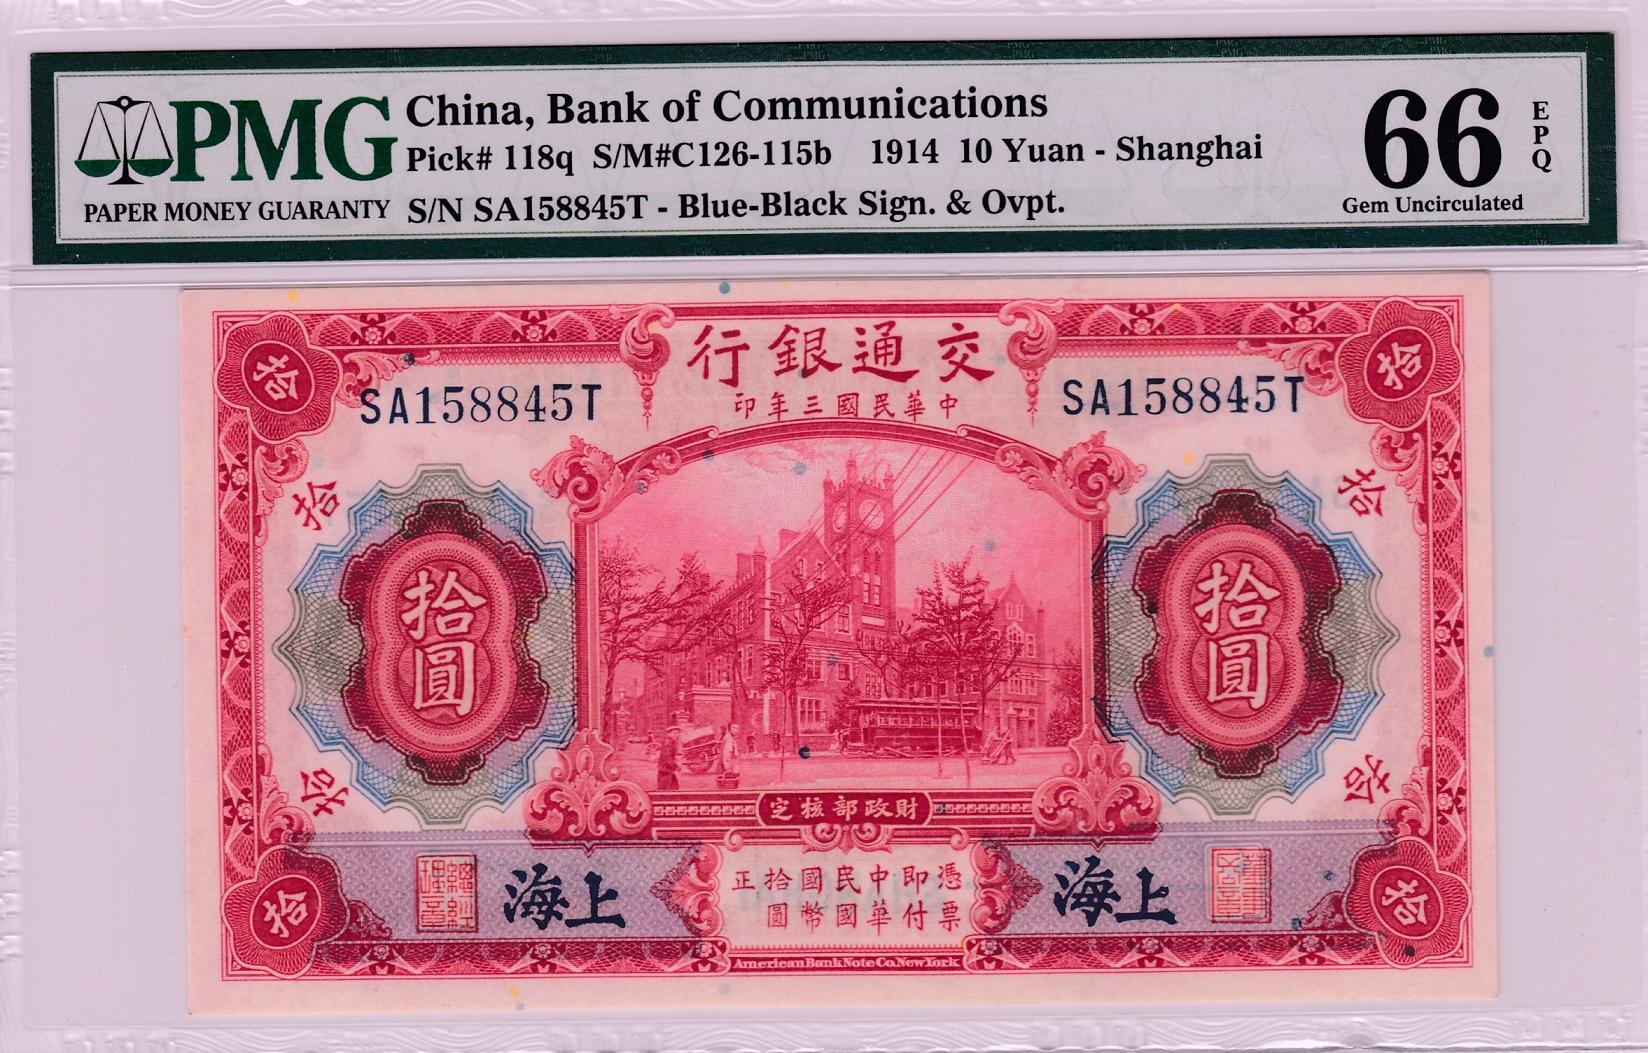 PMG
PAPER MONEY GUARANTY
China, Bank of Communications
Pick# 118q S/M#C126-115b 1914 10 Yuan - Shanghai
S/N SA158845T - Blue-Black Sign. & Ovpt.
66 EPQ
Gem Uncirculated
行銀通交
印年三國民華中
拾
拾
SA158845T
SA158845T
拾
拾
拾圓
拾圓
拾
拾
定核部政財
海上
海上
憑票
即付
中華
民國
國幣
拾圓
正
拾
拾
American Bank Note Co. New York